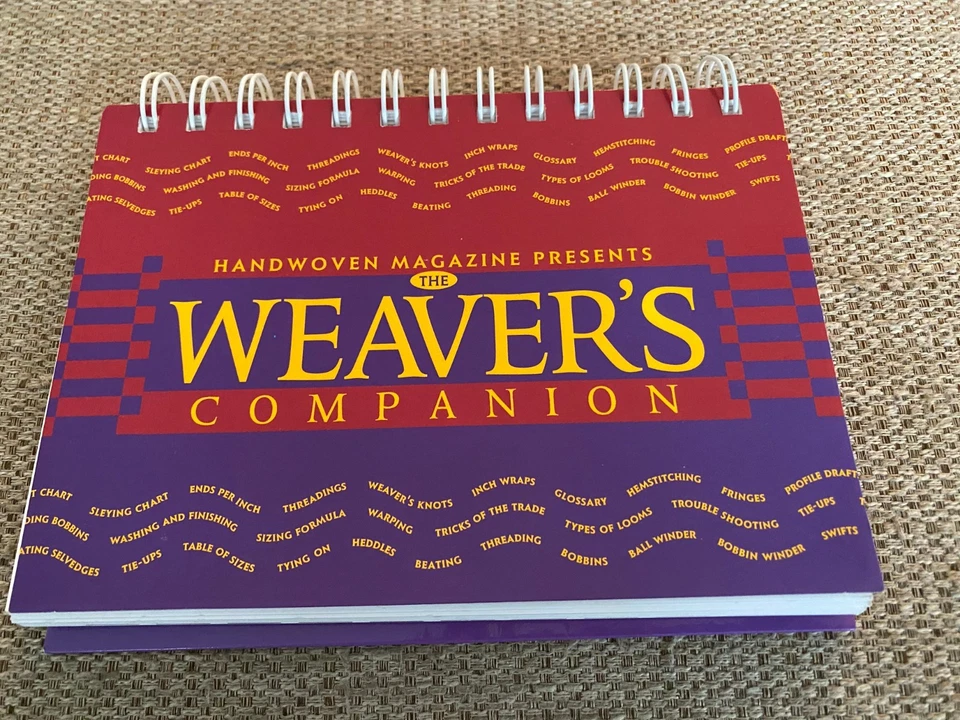 T CHART SLEYING CHART ENDS PER INCH THREADINGS WEAVER'S KNOTS INCH WRAPS GLOSSARY HEMSTITCHING FRINGES PROFILE DRAFT
DING BOBBINS WASHING AND FINISHING SIZING FORMULA WARPING TRICKS OF THE TRADE TYPES OF LOOMS TROUBLE SHOOTING TIE-UPS
ATING SELVEDGES TIE-UPS TABLE OF SIZES TYING ON HEDDLES BEATING THREADING BOBBINS BALL WINDER BOBBIN WINDER SWIFTS
HANDWOVEN MAGAZINE PRESENTS
THE
WEAVER'S
COMPANION
T CHART SLEYING CHART ENDS PER INCH THREADINGS WEAVER'S KNOTS INCH WRAPS GLOSSARY HEMSTITCHING FRINGES PROFILE DRAFT
DING BOBBINS WASHING AND FINISHING SIZING FORMULA WARPING TRICKS OF THE TRADE TYPES OF LOOMS TROUBLE SHOOTING TIE-UPS
ATING SELVEDGES TIE-UPS TABLE OF SIZES TYING ON HEDDLES BEATING THREADING BOBBINS BALL WINDER BOBBIN WINDER SWIFTS